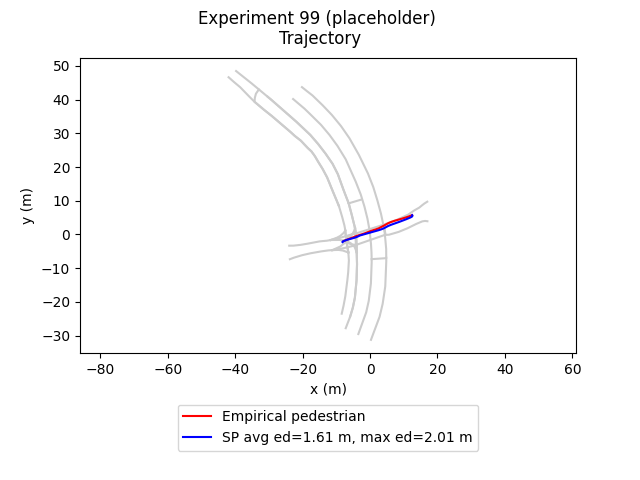 Experiment 99 (placeholder)
Trajectory
50
40
30
20
10
0
−10
−20
−30
y (m)
−80 −60 −40 −20 0 20 40 60
x (m)
Empirical pedestrian
SP avg ed=1.61 m, max ed=2.01 m